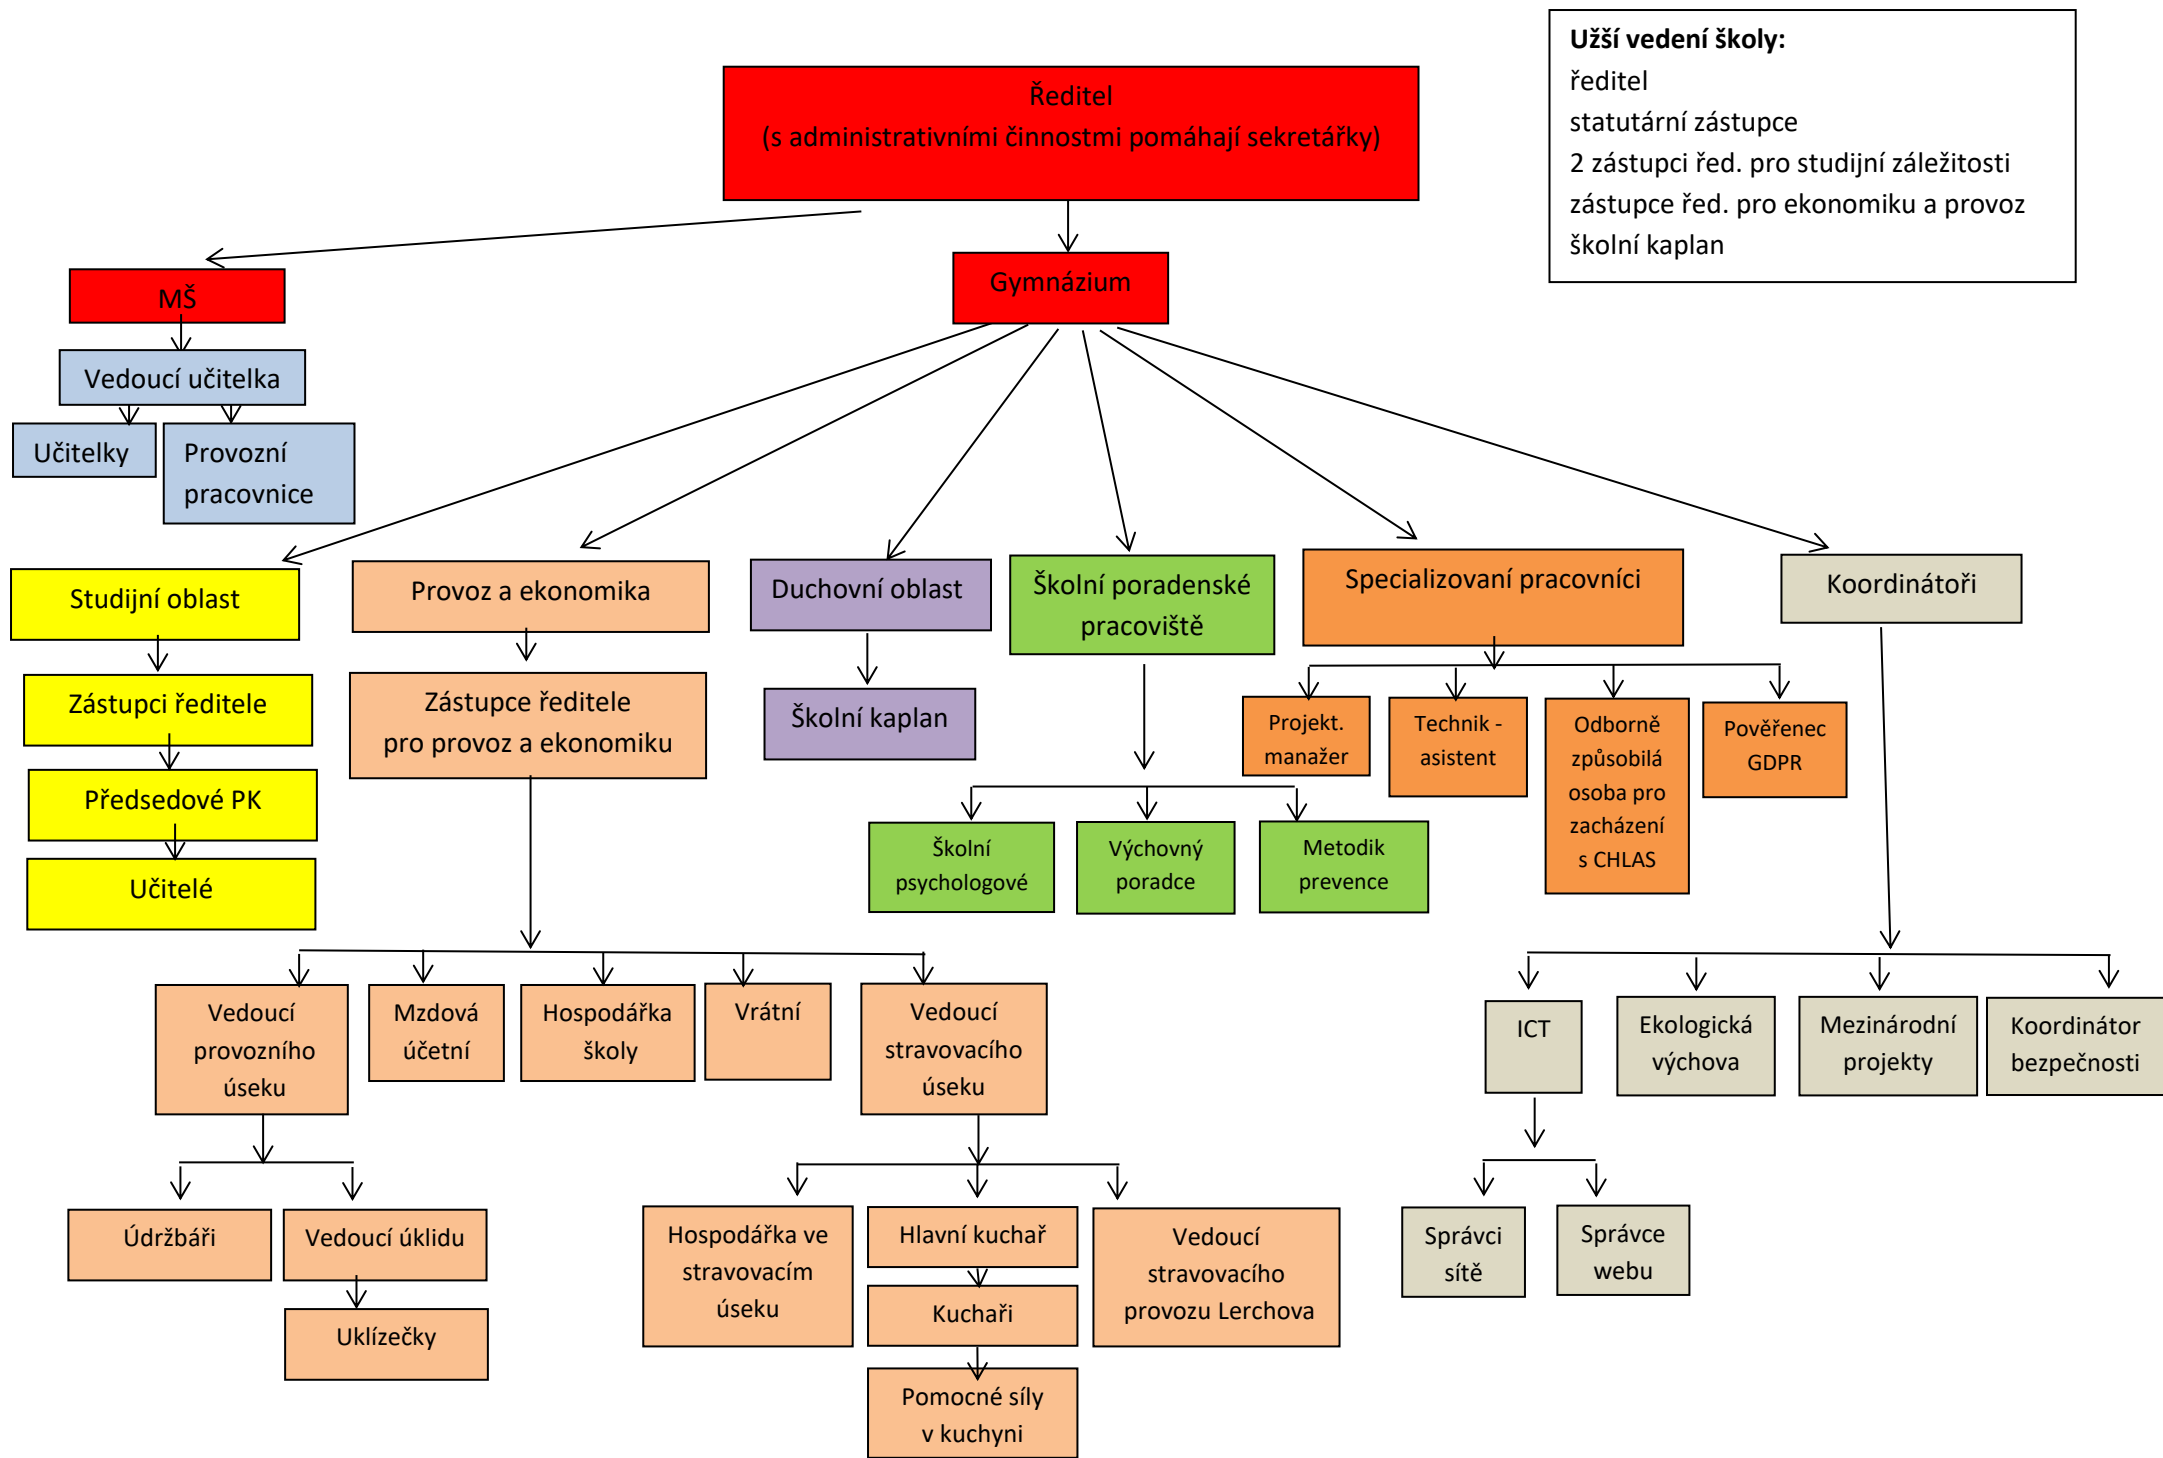 Užší vedení školy:
ředitel
statutární zástupce
2 zástupci řed. pro studijní záležitosti
zástupce řed. pro ekonomiku a provoz
školní kaplan
Ředitel
(s administrativními činnostmi pomáhají sekretářky)
MŠ
Gymnázium
Vedoucí učitelka
Učitelky
Provozní
pracovnice
Studijní oblast
Provoz a ekonomika
Duchovní oblast
Školní poradenské
pracoviště
Specializovaní pracovníci
Koordinátoři
Zástupci ředitele
Zástupce ředitele
pro provoz a ekonomiku
Školní kaplan
Projekt.
manažer
Technik -
asistent
Odborně
způsobilá
osoba pro
zacházení
s CHLAS
Pověřenec
GDPR
Předsedové PK
Učitelé
Školní
psychologové
Výchovný
poradce
Metodik
prevence
Vedoucí
provozního
úseku
Mzdová
účetní
Hospodářka
školy
Vrátní
Vedoucí
stravovacího
úseku
ICT
Ekologická
výchova
Mezinárodní
projekty
Koordinátor
bezpečnosti
Údržbáři
Vedoucí úklidu
Uklízečky
Hospodářka ve
stravovacím
úseku
Hlavní kuchař
Kuchaři
Pomocné síly
v kuchyni
Vedoucí
stravovacího
provozu Lerchova
Správci
sítě
Správce
webu